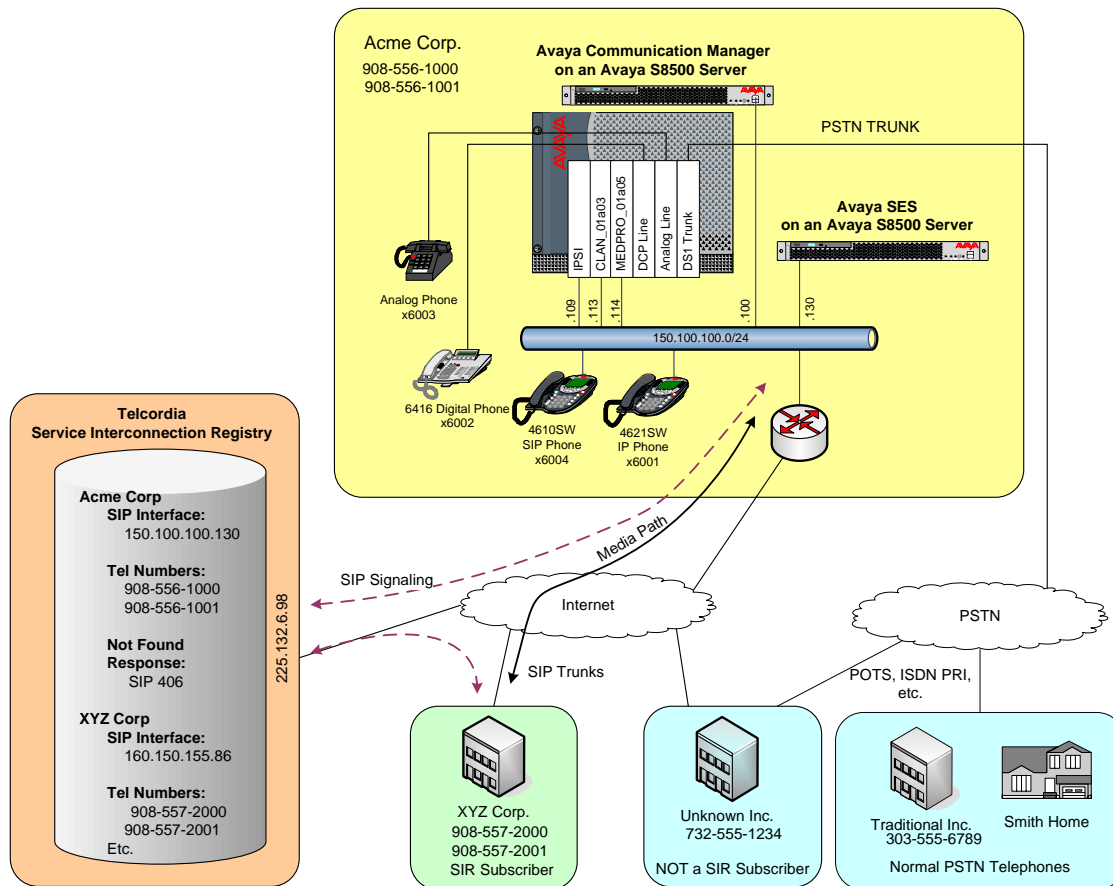 Acme Corp.
908-556-1000
908-556-1001
Avaya Communication Manager
on an Avaya S8500 Server
AVAYA
PSTN TRUNK
AVAYA
IPSI
CLAN_01a03
MEDPRO_01a05
DCP Line
Analog Line
DS1 Trunk
Avaya SES
on an Avaya S8500 Server
AVAYA
Analog Phone
x6003
.109
.113
.114
.100
.130
150.100.100.0/24
6416 Digital Phone
x6002
4610SW
SIP Phone
x6004
4621SW
IP Phone
x6001
Telcordia
Service Interconnection Registry
Acme Corp
SIP Interface:
150.100.100.130
Tel Numbers:
908-556-1000
908-556-1001
Not Found
Response:
SIP 406
XYZ Corp
SIP Interface:
160.150.155.86
Tel Numbers:
908-557-2000
908-557-2001
Etc.
225.132.6.98
SIP Signaling
Media Path
Internet
SIP Trunks
PSTN
POTS, ISDN PRI,
etc.
XYZ Corp.
908-557-2000
908-557-2001
SIR Subscriber
Unknown Inc.
732-555-1234
NOT a SIR Subscriber
Traditional Inc.
303-555-6789
Smith Home
Normal PSTN Telephones